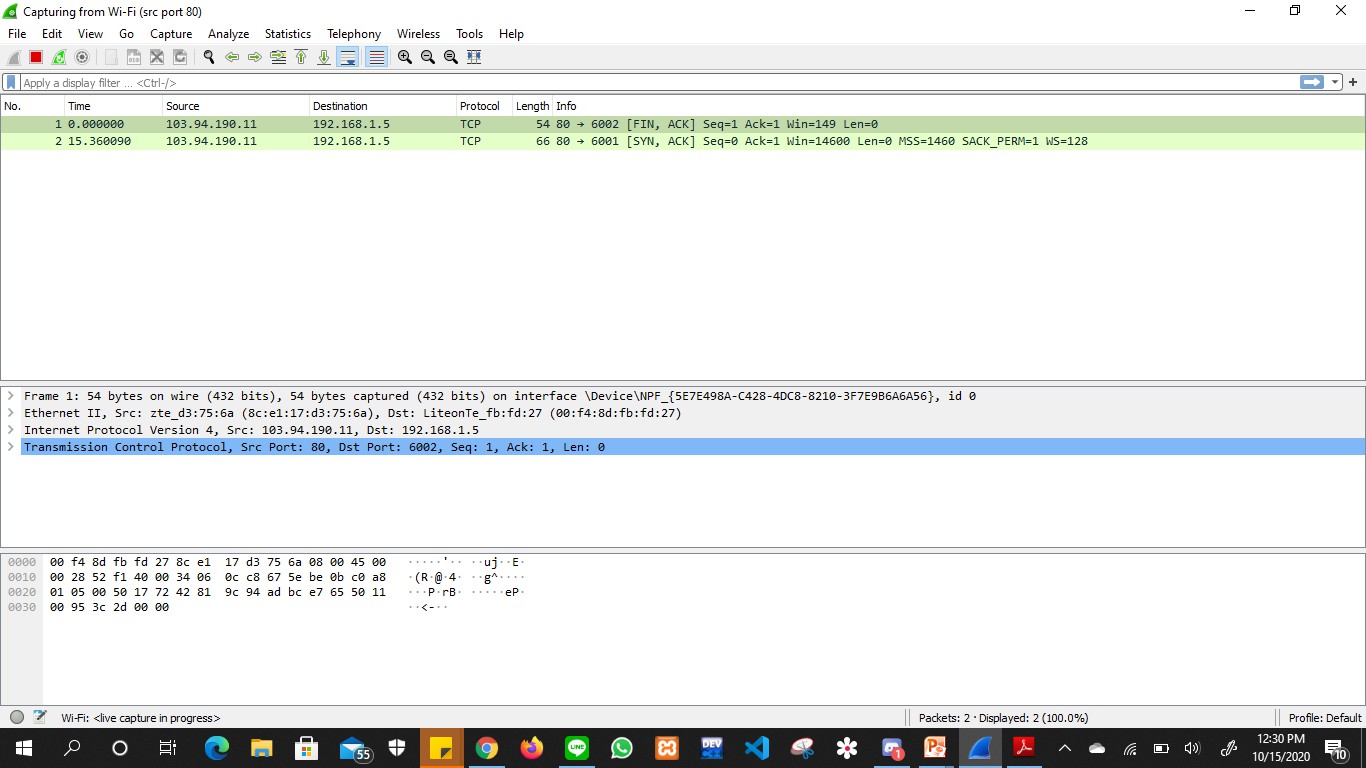 Capturing from Wi-Fi (src port 80)
File Edit View Go Capture Analyze Statistics Telephony Wireless Tools Help
Apply a display filter ... <Ctrl-/>
No. Time Source Destination Protocol Length Info
1 0.000000 103.94.190.11 192.168.1.5 TCP 54 80 → 6002 [FIN, ACK] Seq=1 Ack=1 Win=149 Len=0
2 15.360090 103.94.190.11 192.168.1.5 TCP 66 80 → 6001 [SYN, ACK] Seq=0 Ack=1 Win=14600 Len=0 MSS=1460 SACK_PERM=1 WS=128
Frame 1: 54 bytes on wire (432 bits), 54 bytes captured (432 bits) on interface \Device\NPF_{5E7E498A-C428-4DC8-8210-3F7E9B6A6A56}, id 0
Ethernet II, Src: zte_d3:75:6a (8c:e1:17:d3:75:6a), Dst: LiteonTe_fb:fd:27 (00:f4:8d:fb:fd:27)
Internet Protocol Version 4, Src: 103.94.190.11, Dst: 192.168.1.5
Transmission Control Protocol, Src Port: 80, Dst Port: 6002, Seq: 1, Ack: 1, Len: 0
0000 00 f4 8d fb fd 27 8c e1 17 d3 75 6a 08 00 45 00 ·····'·· ··uj··E·
0010 00 28 52 f1 40 00 34 06 0c c8 67 5e be 0b c0 a8 ·(R·@·4· ··g^····
0020 01 05 00 50 17 72 42 81 9c 94 ad bc e7 65 50 11 ···P·rB· ·····eP·
0030 00 95 3c 2d 00 00 ··<-··
Wi-Fi: <live capture in progress> Packets: 2 · Displayed: 2 (100.0%) Profile: Default
55 LINE DEV 1 12:30 PM
10/15/2020 10